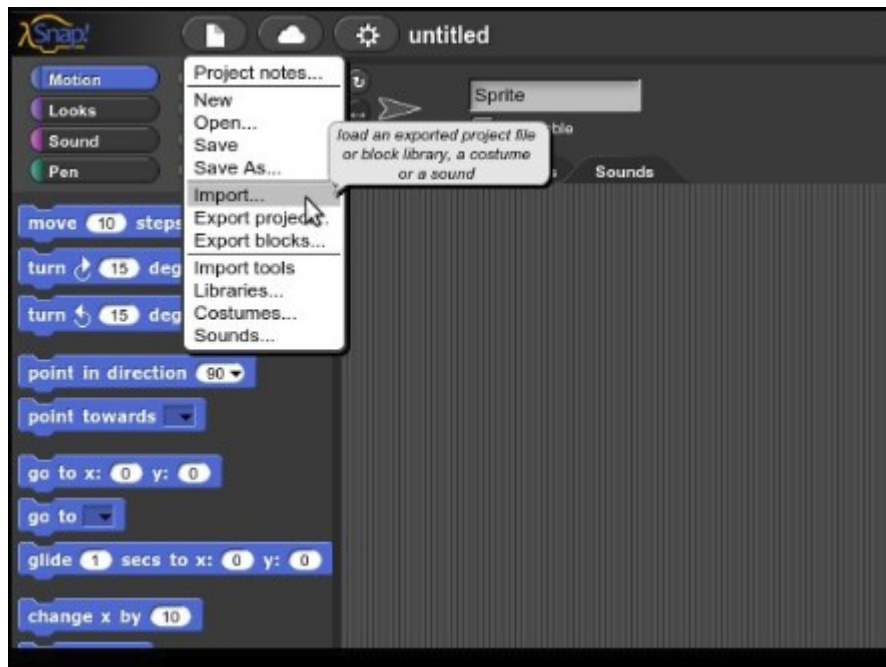 λSnap!
untitled
Motion
Looks
Sound
Pen
Project notes...
New
Open...
Save
Save As...
Import...
Export project...
Export blocks...
Import tools
Libraries...
Costumes...
Sounds...
Sprite
load an exported project file
or block library, a costume
or a sound
Sounds
move 10 steps
turn 15 deg
turn 15 deg
point in direction 90
point towards
go to x: 0 y: 0
go to
glide 1 secs to x: 0 y: 0
change x by 10